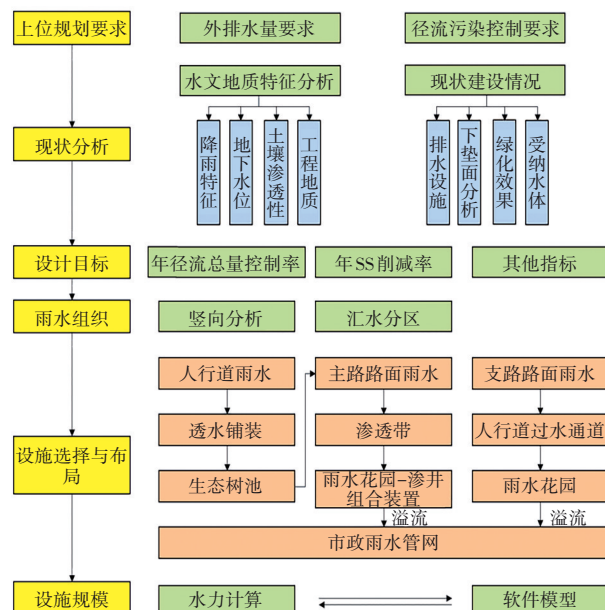 上位规划要求
外排水量要求
径流污染控制要求
水文地质特征分析
现状建设情况
现状分析
降雨特征
地下水位
土壤渗透性
工程地质
排水设施
下垫面分析
绿化效果
受纳水体
设计目标
年径流总量控制率
年SS削减率
其他指标
雨水组织
竖向分析
汇水分区
人行道雨水
主路路面雨水
支路路面雨水
透水铺装
渗透带
人行道过水通道
设施选择与布
局
生态树池
雨水花园-渗井
组合装置
雨水花园
溢流
溢流
市政雨水管网
设施规模
水力计算
软件模型